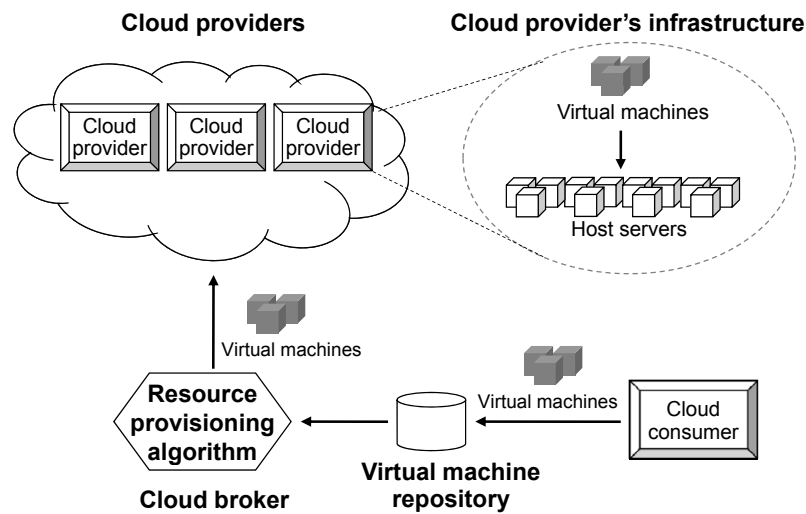 Cloud providers
Cloud provider's infrastructure
Cloud
provider
Cloud
provider
Cloud
provider
Virtual machines
Host servers
Virtual machines
Resource
provisioning
algorithm
Cloud broker
Virtual machine
repository
Virtual machines
Cloud
consumer